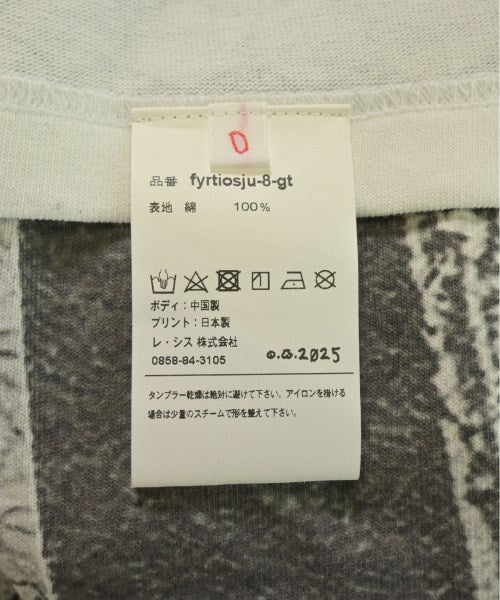 0
品番 fyrtiosju-8-gt
表地 綿 100%
ボディ：中国製
プリント：日本製
レ・シス 株式会社
0858-84-3105
タンブラー乾燥は絶対に避けて下さい。アイロンを掛ける
場合は少量のスチームで形を整えて下さい。